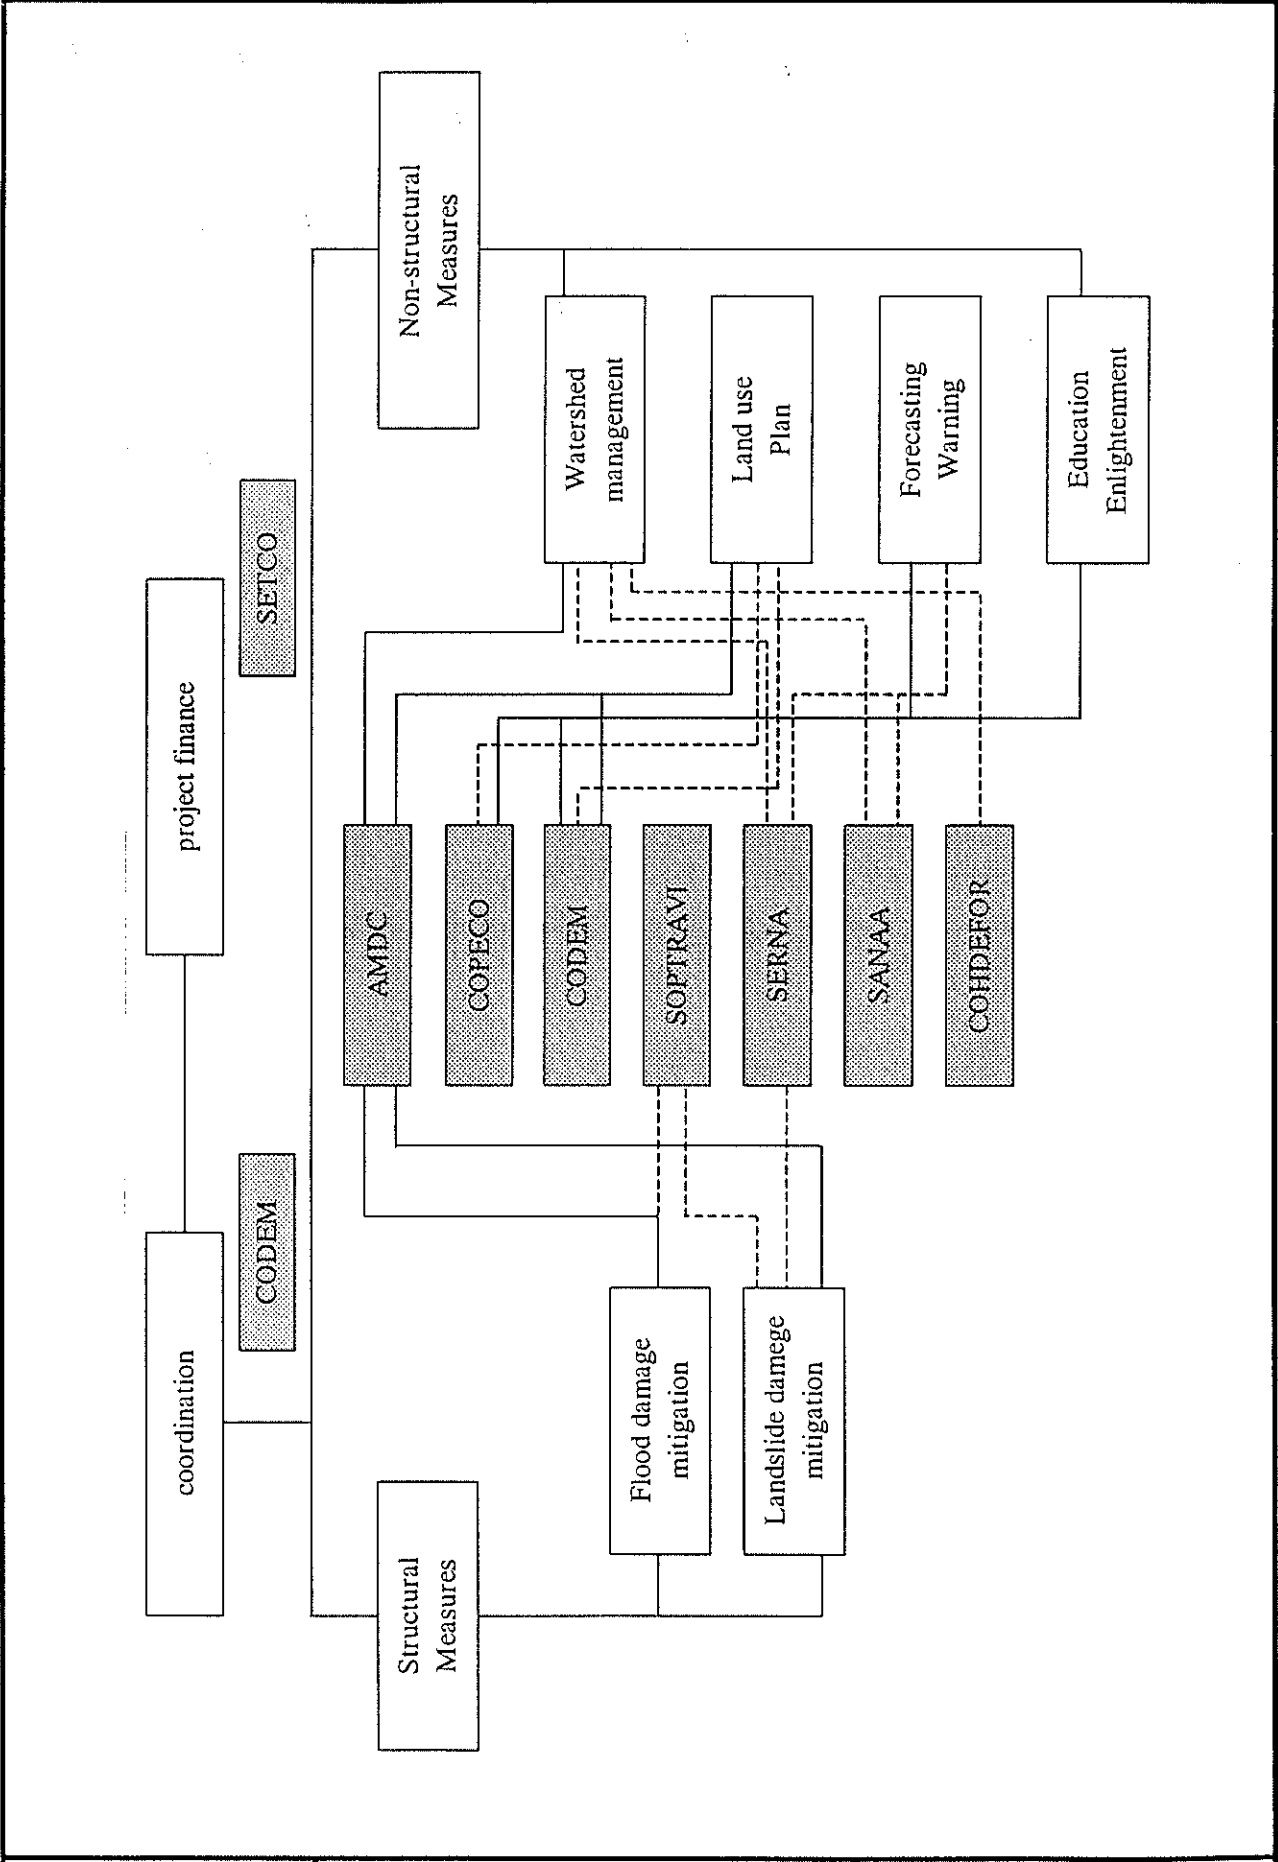 coordination
project finance
CODEM
SETCO
Structural
Measures
Non-structural
Measures
AMDC
COPECO
CODEM
SOPTRAVI
SERNA
SANAA
COHDEFOR
Flood damage
mitigation
Landslide damege
mitigation
Watershed
management
Land use
Plan
Forecasting
Warning
Education
Enlightenment